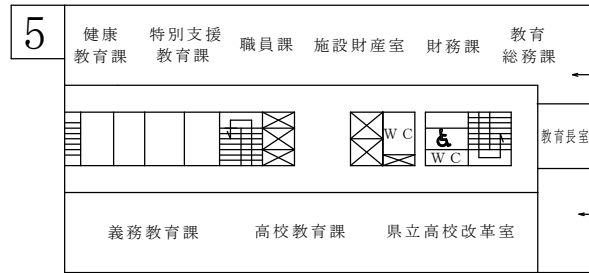 5
健康
教育課
特別支援
教育課
職員課
施設財産室
財務課
教育
総務課
WC
WC
教育長室
義務教育課
高校教育課
県立高校改革室